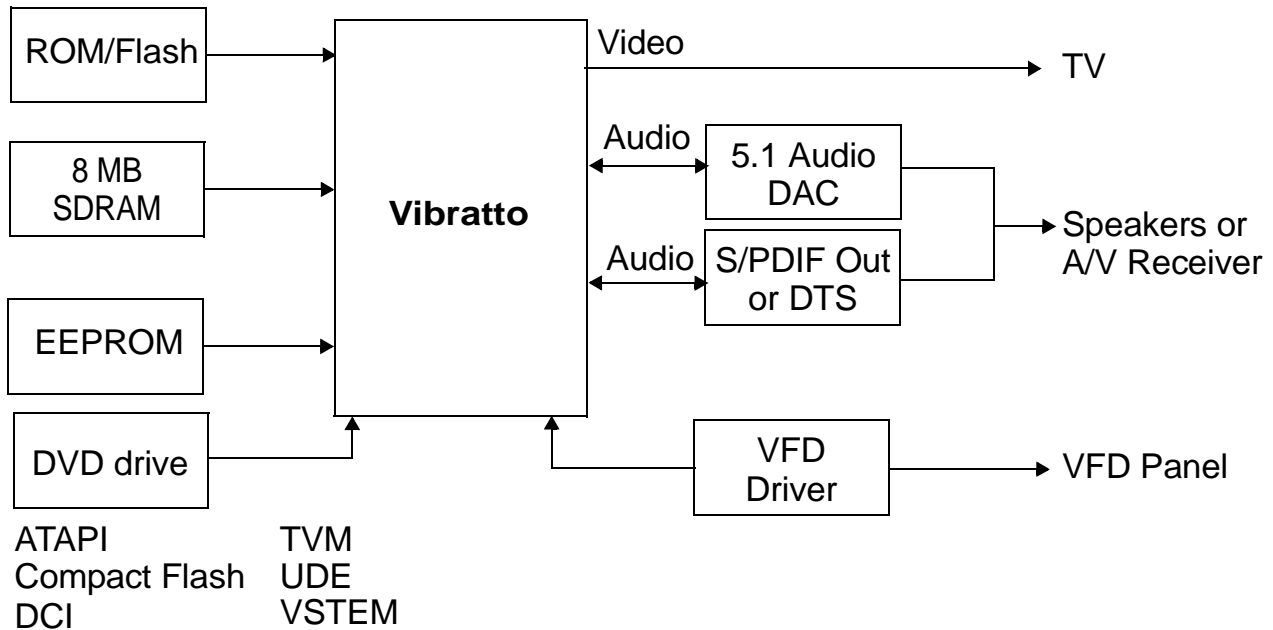 ROM/Flash
Video
TV
Audio
8 MB
SDRAM
5.1 Audio
DAC
Vibratto
Speakers or
A/V Receiver
Audio
S/PDIF Out
or DTS
EEPROM
DVD drive
VFD
Driver
VFD Panel
ATAPI TVM
Compact Flash UDE
DCI VSTEM